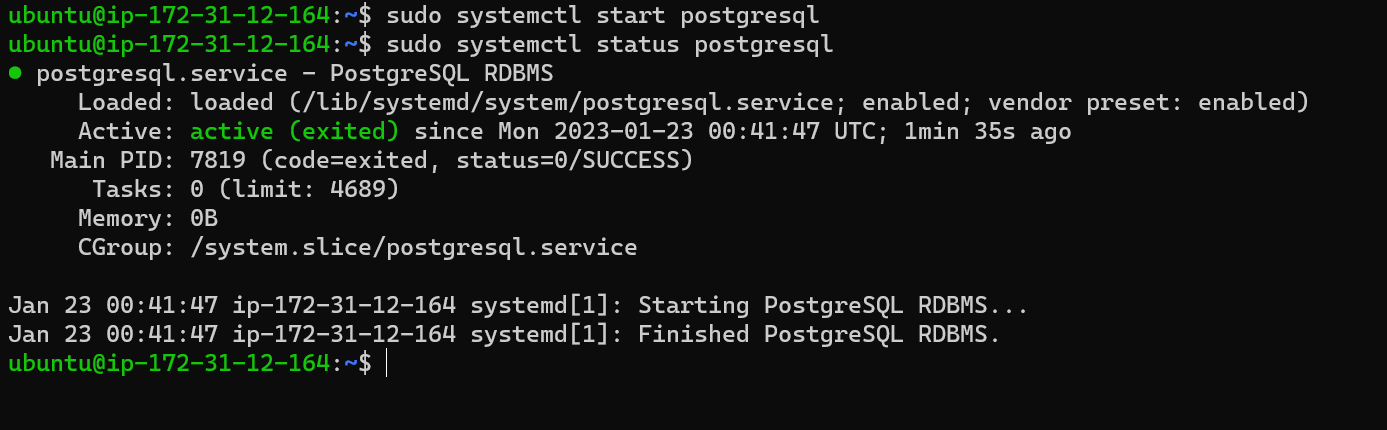 ubuntu@ip-172-31-12-164:~$ sudo systemctl start postgresql
ubuntu@ip-172-31-12-164:~$ sudo systemctl status postgresql
● postgresql.service - PostgreSQL RDBMS
     Loaded: loaded (/lib/systemd/system/postgresql.service; enabled; vendor preset: enabled)
     Active: active (exited) since Mon 2023-01-23 00:41:47 UTC; 1min 35s ago
   Main PID: 7819 (code=exited, status=0/SUCCESS)
      Tasks: 0 (limit: 4689)
     Memory: 0B
     CGroup: /system.slice/postgresql.service

Jan 23 00:41:47 ip-172-31-12-164 systemd[1]: Starting PostgreSQL RDBMS...
Jan 23 00:41:47 ip-172-31-12-164 systemd[1]: Finished PostgreSQL RDBMS.
ubuntu@ip-172-31-12-164:~$